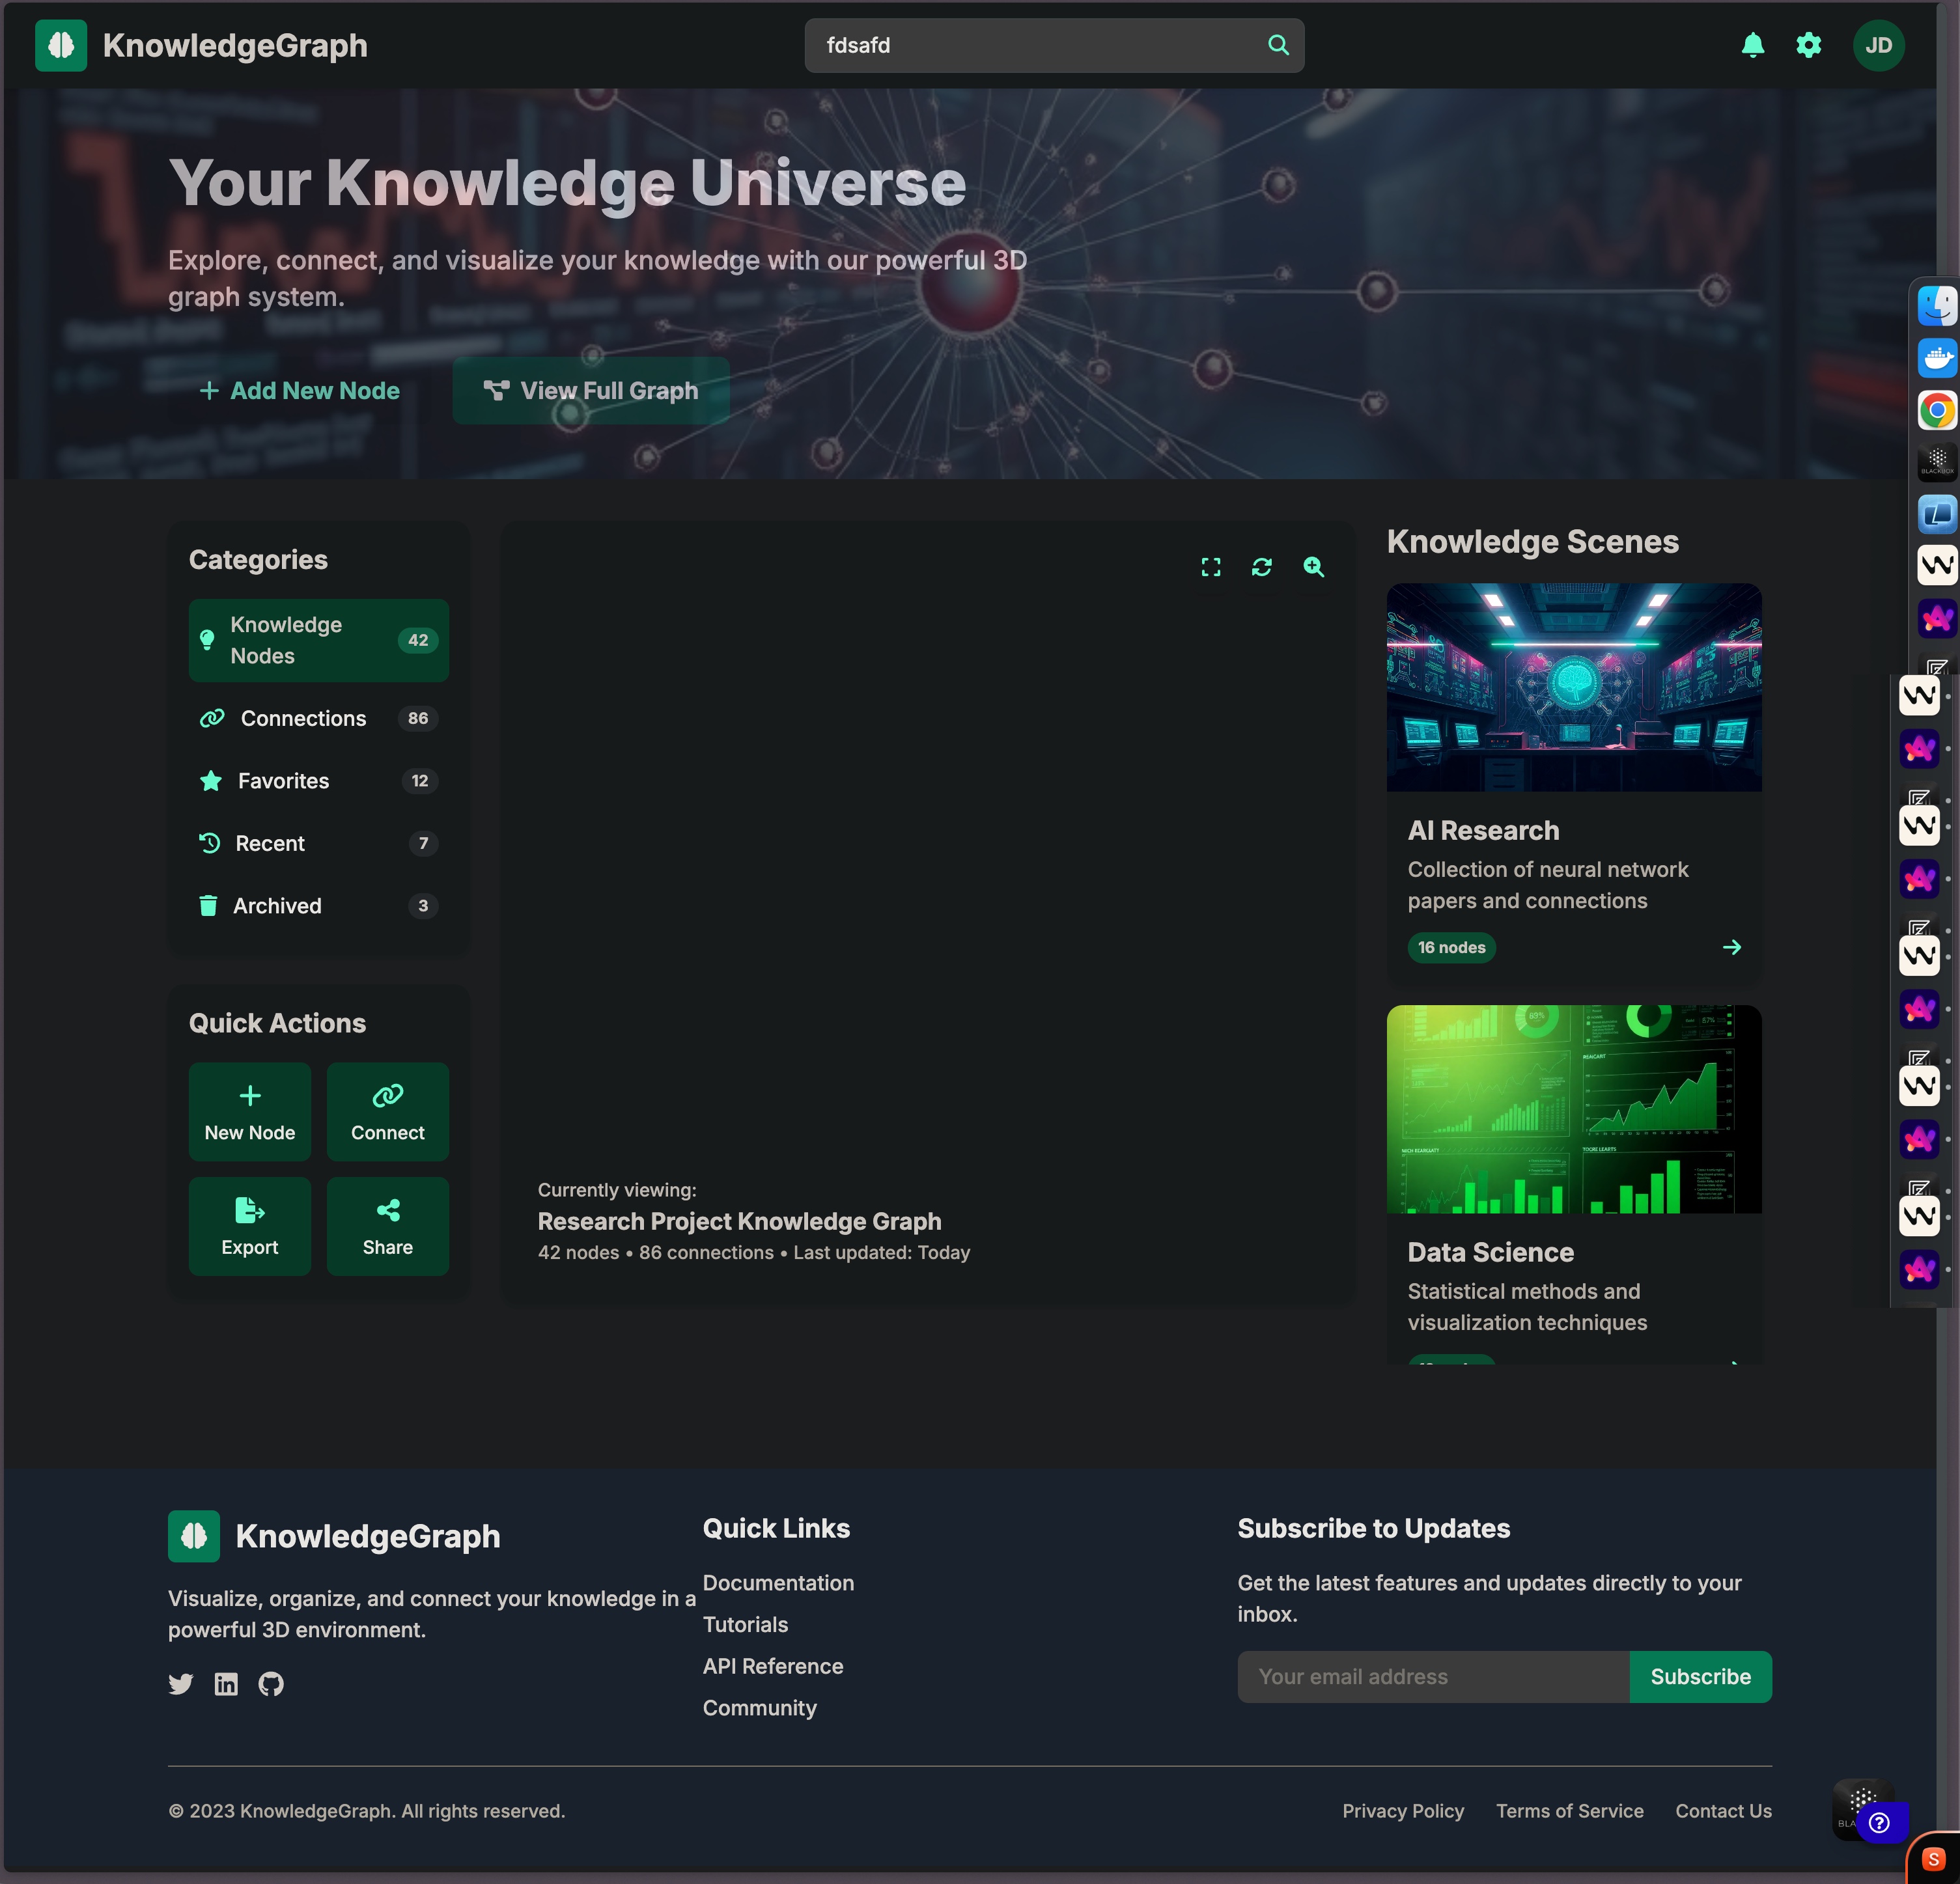 KnowledgeGraph
fdsafd
JD
Your Knowledge Universe
Explore, connect, and visualize your knowledge with our powerful 3D
graph system.
Add New Node
View Full Graph
Categories
Knowledge
Nodes
42
Connections
86
Favorites
12
Recent
7
Archived
3
Quick Actions
New Node
Connect
Export
Share
Currently viewing:
Research Project Knowledge Graph
42 nodes • 86 connections • Last updated: Today
Knowledge Scenes
AI Research
Collection of neural network
papers and connections
16 nodes
69%
67%
Data Science
Statistical methods and
visualization techniques
BLACKBOX
KnowledgeGraph
Visualize, organize, and connect your knowledge in a
powerful 3D environment.
Quick Links
Documentation
Tutorials
API Reference
Community
Subscribe to Updates
Get the latest features and updates directly to your
inbox.
Your email address
Subscribe
© 2023 KnowledgeGraph. All rights reserved.
Privacy Policy
Terms of Service
Contact Us
BLA
S